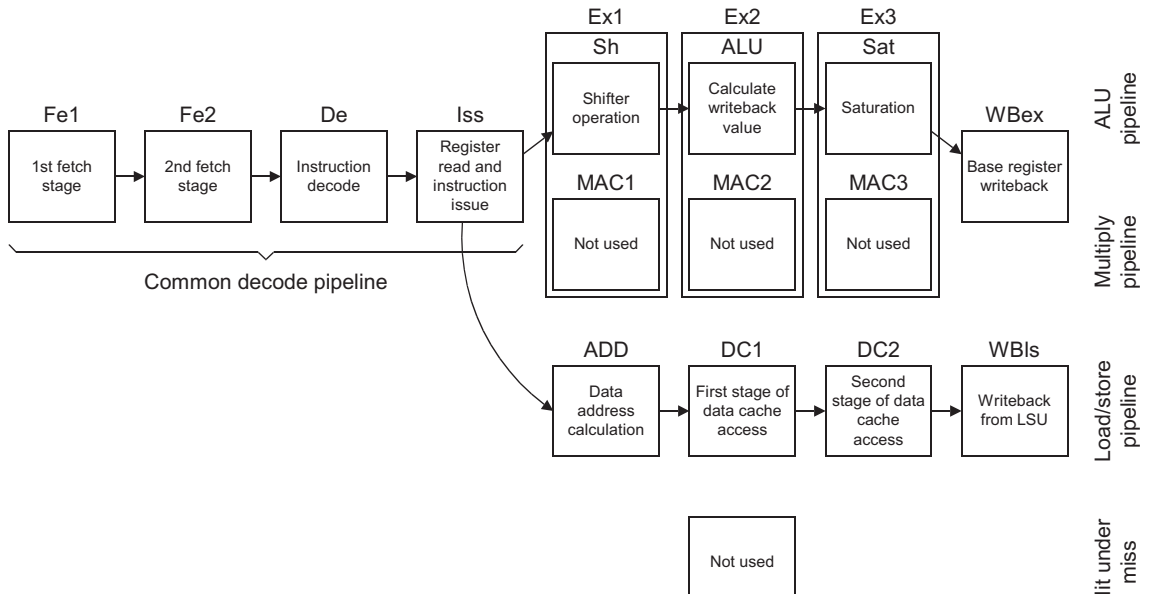 Ex1
Ex2
Ex3
Sh
ALU
Sat
Fe1
Fe2
De
Iss
WBex
1st fetch
stage
2nd fetch
stage
Instruction
decode
Register
read and
instruction
issue
Shifter
operation
Calculate
writeback
value
Saturation
Base register
writeback
ALU
pipeline
MAC1
MAC2
MAC3
Not used
Not used
Not used
Multiply
pipeline
Common decode pipeline
ADD
DC1
DC2
WBls
Data
address
calculation
First stage of
data cache
access
Second
stage of data
cache
access
Writeback
from LSU
Load/store
pipeline
Not used
under
miss